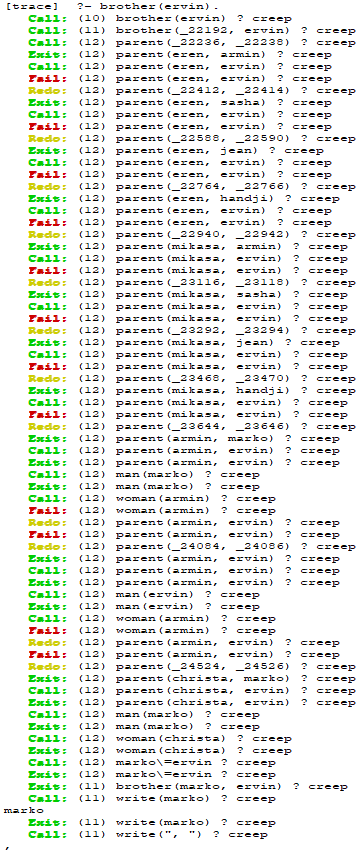 [trace]  ?- brother(ervin).
Call: (10) brother(ervin) ? creep
Call: (11) brother(_22192, ervin) ? creep
Call: (12) parent(_22236, _22238) ? creep
Exit: (12) parent(eren, armin) ? creep
Call: (12) parent(eren, ervin) ? creep
Fail: (12) parent(eren, ervin) ? creep
Redo: (12) parent(_22412, _22414) ? creep
Exit: (12) parent(eren, sasha) ? creep
Call: (12) parent(eren, ervin) ? creep
Fail: (12) parent(eren, ervin) ? creep
Redo: (12) parent(_22588, _22590) ? creep
Exit: (12) parent(eren, jean) ? creep
Call: (12) parent(eren, ervin) ? creep
Fail: (12) parent(eren, ervin) ? creep
Redo: (12) parent(_22764, _22766) ? creep
Exit: (12) parent(eren, handji) ? creep
Call: (12) parent(eren, ervin) ? creep
Fail: (12) parent(eren, ervin) ? creep
Redo: (12) parent(_22940, _22942) ? creep
Exit: (12) parent(mikasa, armin) ? creep
Call: (12) parent(mikasa, ervin) ? creep
Fail: (12) parent(mikasa, ervin) ? creep
Redo: (12) parent(_23116, _23118) ? creep
Exit: (12) parent(mikasa, sasha) ? creep
Call: (12) parent(mikasa, ervin) ? creep
Fail: (12) parent(mikasa, ervin) ? creep
Redo: (12) parent(_23292, _23294) ? creep
Exit: (12) parent(mikasa, jean) ? creep
Call: (12) parent(mikasa, ervin) ? creep
Fail: (12) parent(mikasa, ervin) ? creep
Redo: (12) parent(_23468, _23470) ? creep
Exit: (12) parent(mikasa, handji) ? creep
Call: (12) parent(mikasa, ervin) ? creep
Fail: (12) parent(mikasa, ervin) ? creep
Redo: (12) parent(_23644, _23646) ? creep
Exit: (12) parent(armin, marko) ? creep
Call: (12) parent(armin, ervin) ? creep
Exit: (12) parent(armin, ervin) ? creep
Call: (12) man(marko) ? creep
Exit: (12) man(marko) ? creep
Call: (12) woman(armin) ? creep
Fail: (12) woman(armin) ? creep
Redo: (12) parent(armin, ervin) ? creep
Fail: (12) parent(armin, ervin) ? creep
Redo: (12) parent(_24084, _24086) ? creep
Exit: (12) parent(armin, ervin) ? creep
Call: (12) parent(armin, ervin) ? creep
Exit: (12) parent(armin, ervin) ? creep
Call: (12) man(ervin) ? creep
Exit: (12) man(ervin) ? creep
Call: (12) woman(armin) ? creep
Fail: (12) woman(armin) ? creep
Redo: (12) parent(armin, ervin) ? creep
Fail: (12) parent(armin, ervin) ? creep
Redo: (12) parent(_24524, _24526) ? creep
Exit: (12) parent(christa, marko) ? creep
Call: (12) parent(christa, ervin) ? creep
Exit: (12) parent(christa, ervin) ? creep
Call: (12) man(marko) ? creep
Exit: (12) man(marko) ? creep
Call: (12) woman(christa) ? creep
Exit: (12) woman(christa) ? creep
Call: (12) marko\=ervin ? creep
Exit: (12) marko\=ervin ? creep
Exit: (11) brother(marko, ervin) ? creep
Call: (11) write(marko) ? creep
marko
Exit: (11) write(marko) ? creep
Call: (11) write(", ") ? creep